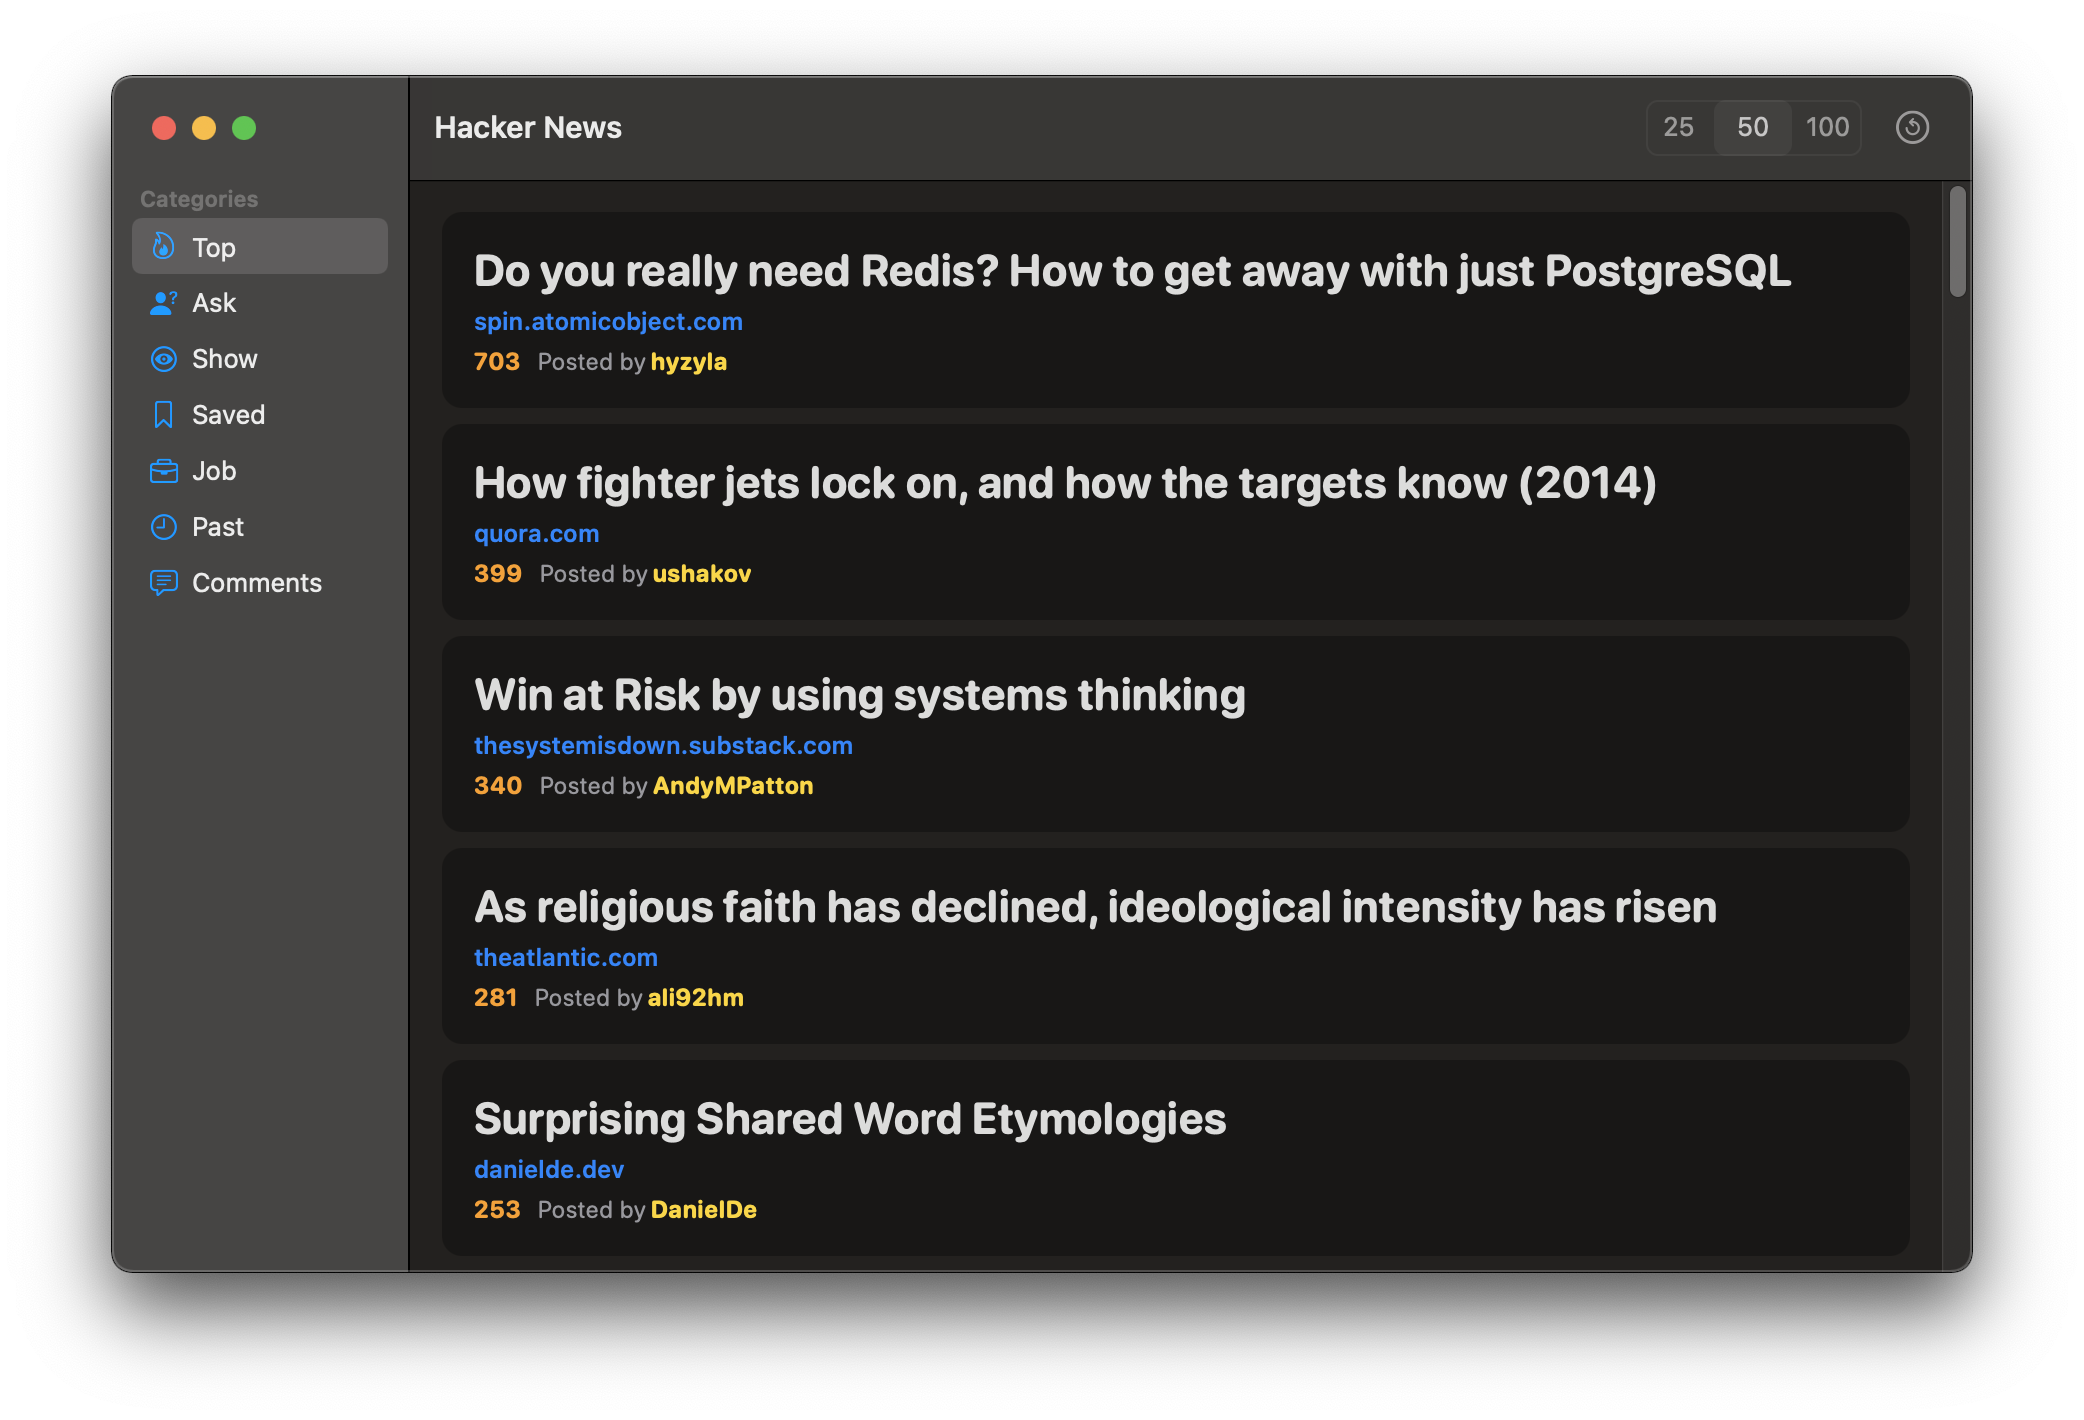 Hacker News
25 50 100
Categories
Top
Ask
Show
Saved
Job
Past
Comments
Do you really need Redis? How to get away with just PostgreSQL
spin.atomicobject.com
703 Posted by hyzyla
How fighter jets lock on, and how the targets know (2014)
quora.com
399 Posted by ushakov
Win at Risk by using systems thinking
thesystemisdown.substack.com
340 Posted by AndyMPatton
As religious faith has declined, ideological intensity has risen
theatlantic.com
281 Posted by ali92hm
Surprising Shared Word Etymologies
danielde.dev
253 Posted by DanielDe